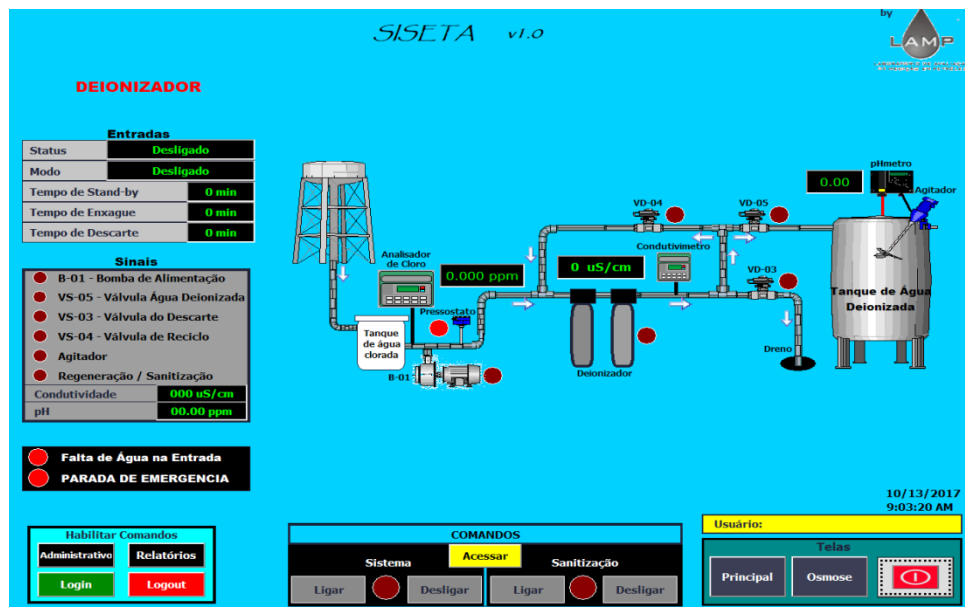 by
SISETA v1.0
LAMP
DEIONIZADOR
Entradas
Status Desligado
Modo Desligado
Tempo de Stand-by 0 min
Tempo de Enxague 0 min
Tempo de Descarte 0 min
Sinais
B-01 - Bomba de Alimentação
VS-05 - Válvula Água Deionizada
VS-03 - Válvula do Descarte
VS-04 - Válvula de Reciclo
Agitador
Regeneração / Sanitização
Condutividade 000 uS/cm
pH 00.00 ppm
Falta de Água na Entrada
PARADA DE EMERGENCIA
pHmetro
0.00
Agitador
VD-04
VD-05
Analisador
de Cloro
0.000 ppm
Condutivimetro
0 uS/cm
VD-03
Pressostato
Tanque de Água
Deionizada
Tanque
de água
clorada
Dreno
B-01
Deionizador
10/13/2017
9:03:20 AM
Habilitar Comandos
Administrativo Relatórios
Login Logout
COMANDOS
Acessar
Sistema Sanitização
Ligar Desligar Ligar Desligar
Usuário:
Telas
Principal Osmose